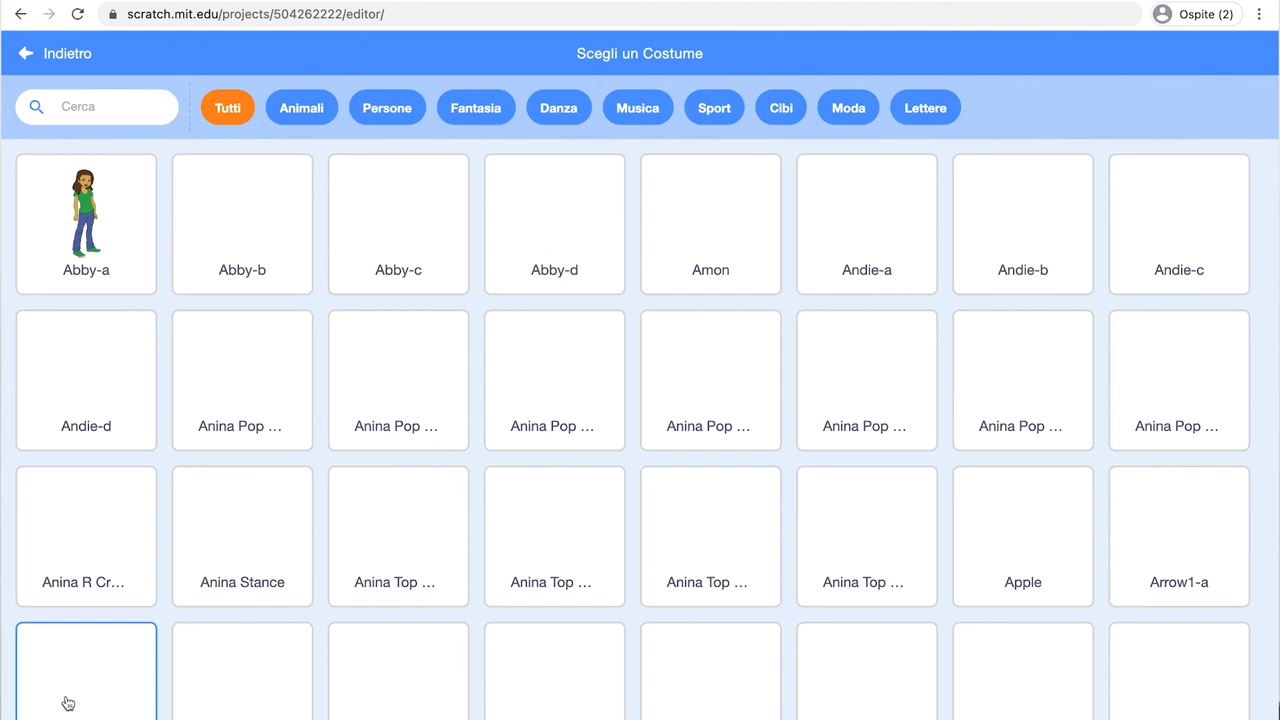 scratch.mit.edu/projects/504262222/editor/
Ospite (2)
Indietro
Scegli un Costume
Cerca
Tutti
Animali
Persone
Fantasia
Danza
Musica
Sport
Cibi
Moda
Lettere
Abby-a
Abby-b
Abby-c
Abby-d
Amon
Andie-a
Andie-b
Andie-c
Andie-d
Anina Pop ...
Anina Pop ...
Anina Pop ...
Anina Pop ...
Anina Pop ...
Anina Pop ...
Anina Pop ...
Anina R Cr...
Anina Stance
Anina Top ...
Anina Top ...
Anina Top ...
Anina Top ...
Apple
Arrow1-a